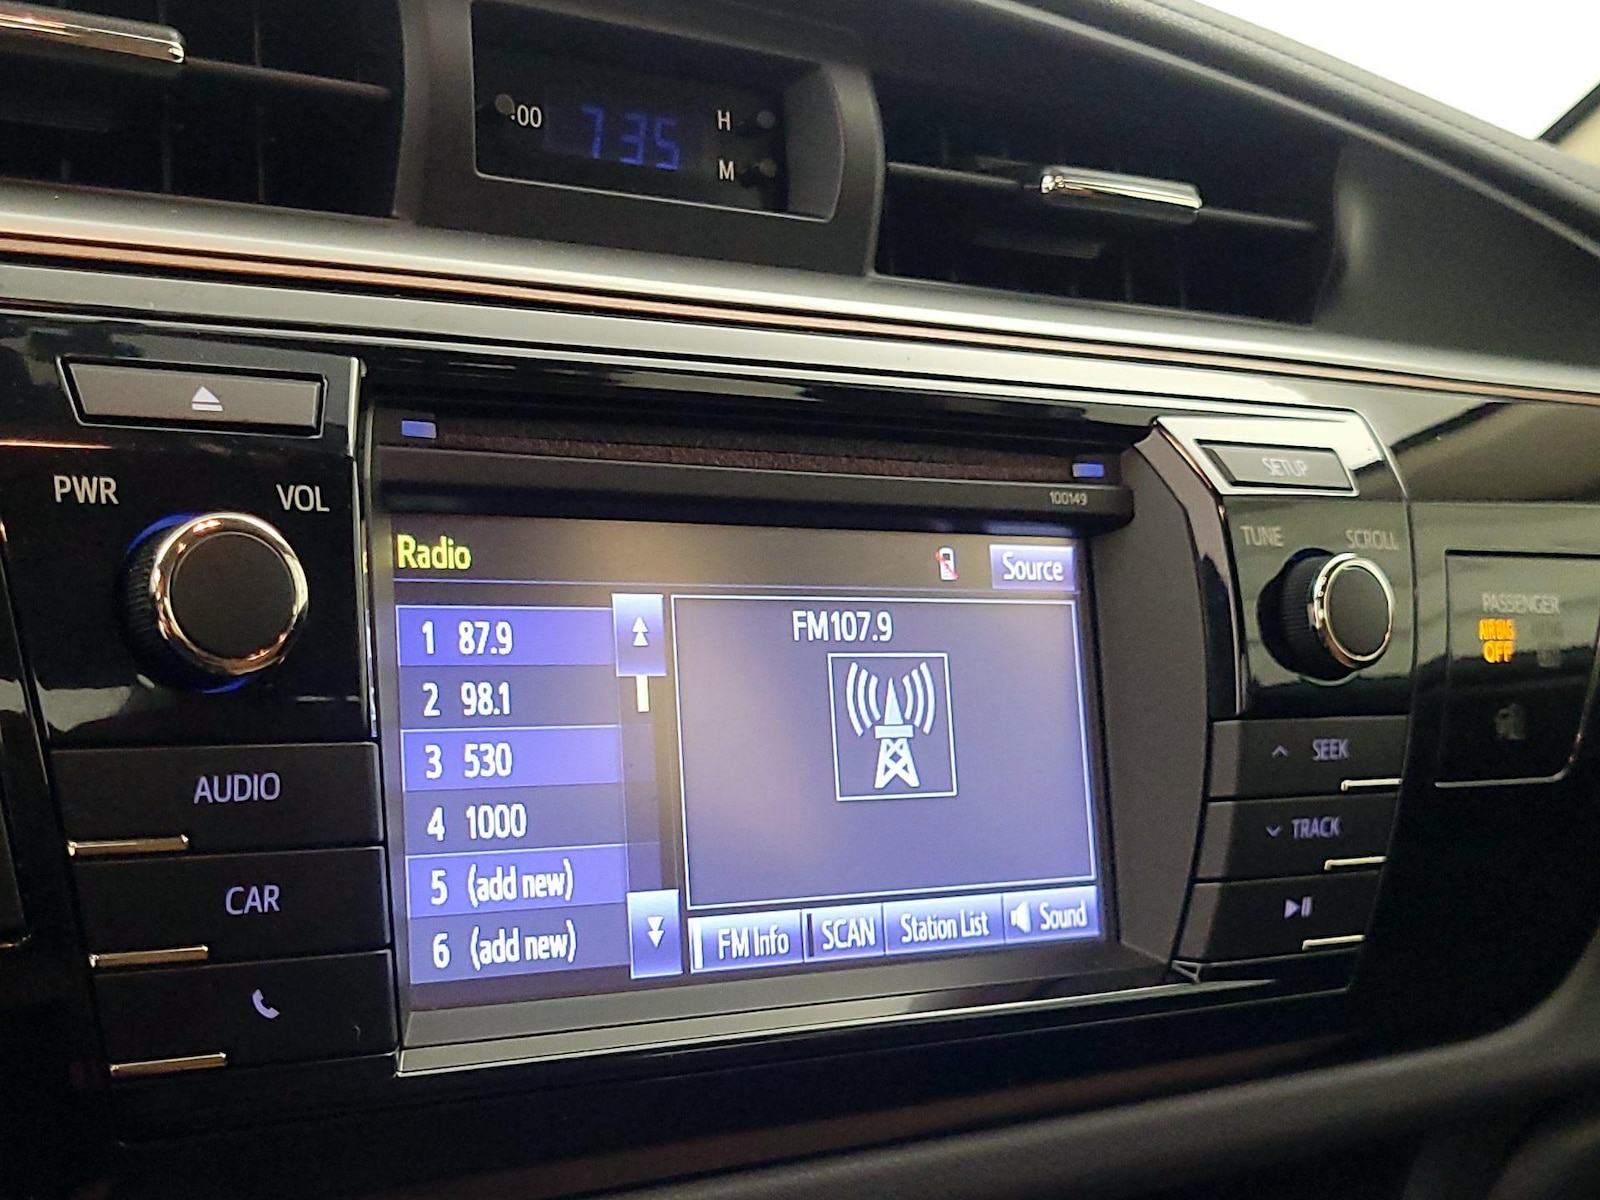 :00
7 35
H
M
PWR
VOL
100149
SETUP
TUNE
SCROLL
Radio
Source
1 87.9
2 98.1
3 530
4 1000
5 (add new)
6 (add new)
FM107.9
FM Info
SCAN
Station List
Sound
AUDIO
CAR
SEEK
TRACK
PASSENGER
AIR BAG
OFF